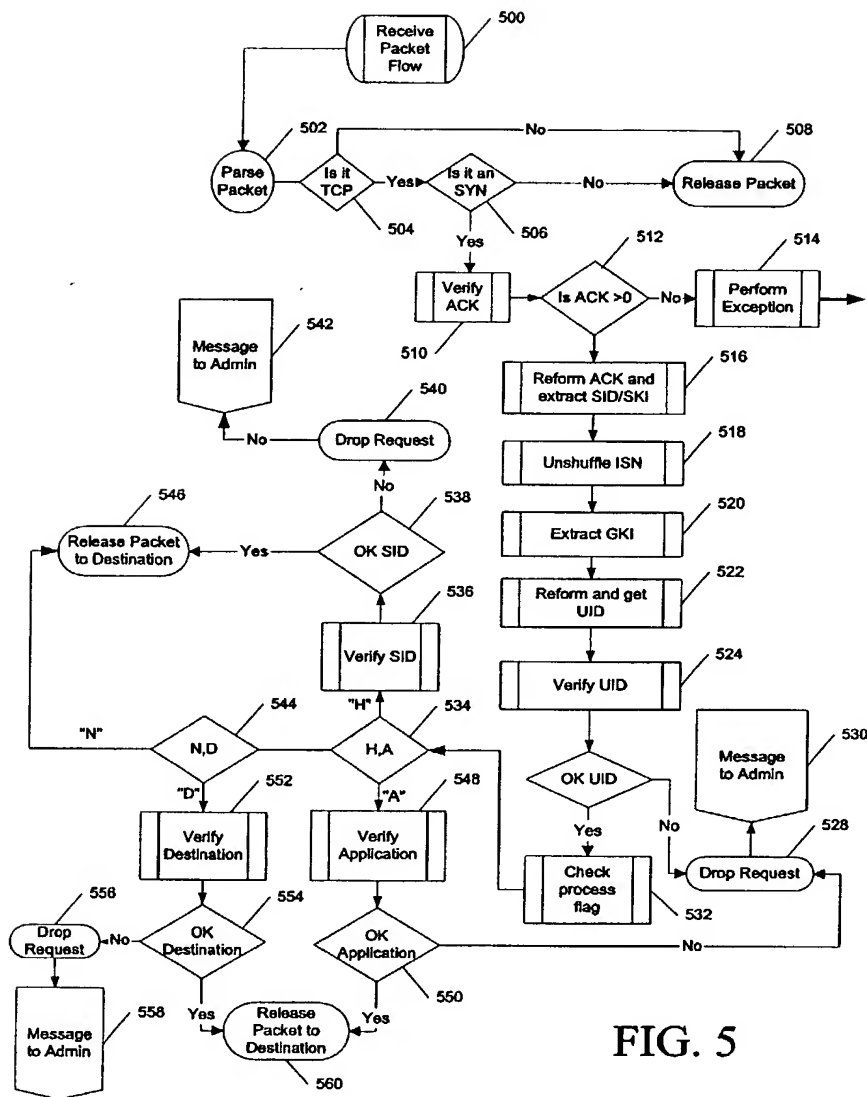 Receive
Packet
Flow
500
502
Parse
Packet
Is it
TCP
504
No
Yes
Is it an
SYN
506
No
508
Release Packet
Yes
Verify
ACK
510
512
Is ACK >0
No
514
Perform
Exception
542
Message
to Admin
516
Reform ACK and
extract SID/SKI
540
Drop Request
No
518
Unshuffle ISN
No
546
Release Packet
to Destination
Yes
538
OK SID
520
Extract GKI
522
Reform and get
UID
536
Verify SID
524
Verify UID
"H"
"N"
544
N,D
534
H,A
530
Message
to Admin
"D"
552
"A"
548
OK UID
Verify
Destination
Verify
Application
Yes
No
528
Drop Request
556
Drop
Request
No
554
OK
Destination
OK
Application
550
Check
process
flag
532
No
558
Message
to Admin
Yes
Release
Packet to
Destination
560
Yes
FIG. 5